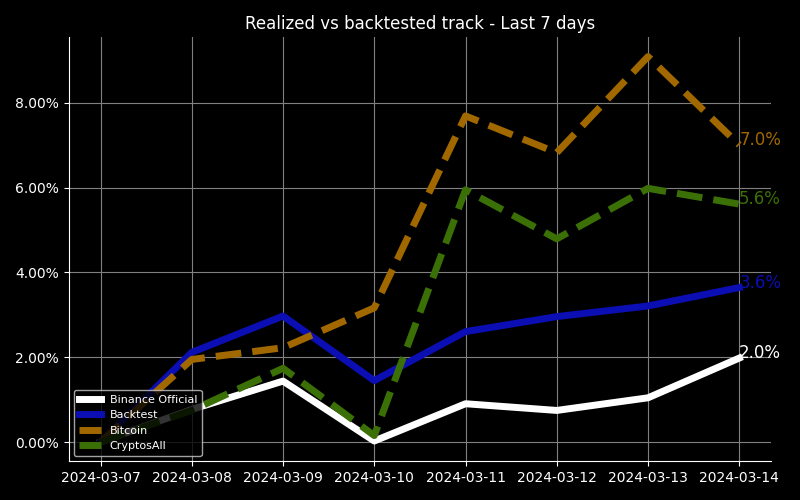 Realized vs backtested track - Last 7 days
8.00%
6.00%
4.00%
2.00%
0.00%
7.0%
5.6%
3.6%
2.0%
Binance Official
Backtest
Bitcoin
CryptosAll
2024-03-07 2024-03-08 2024-03-09 2024-03-10 2024-03-11 2024-03-12 2024-03-13 2024-03-14